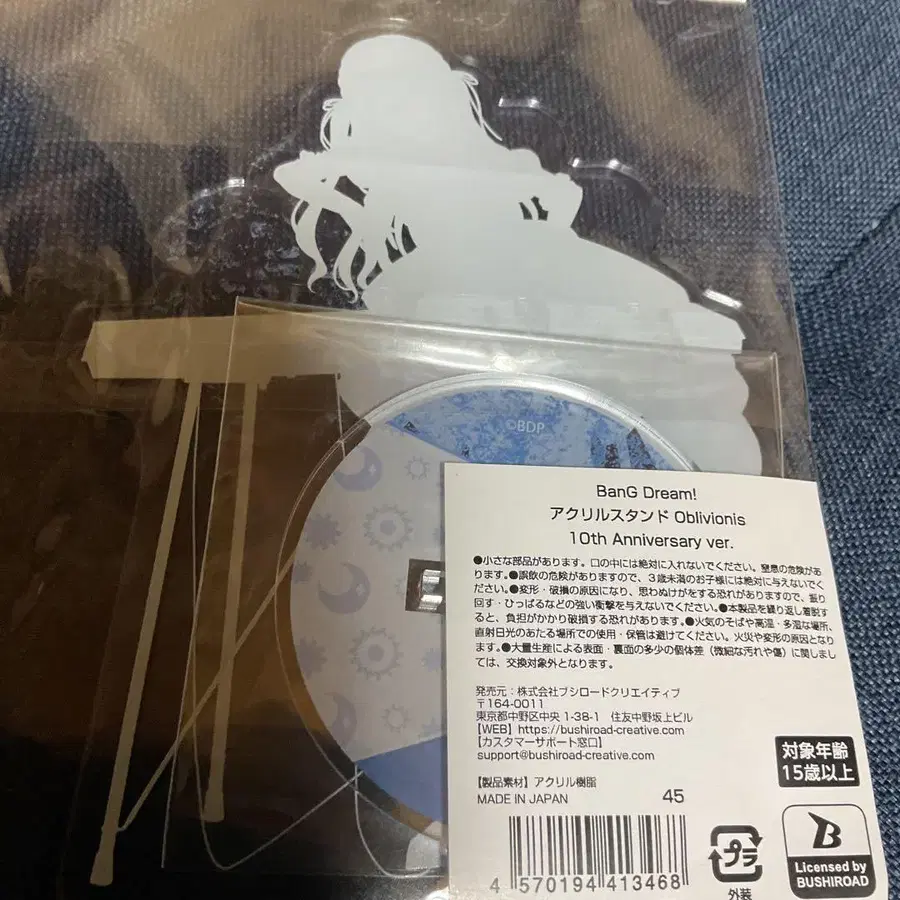 ©BDP
BanG Dream!
アクリルスタンド Oblivionis
10th Anniversary ver.
●小さな部品があります。口の中には絶対に入れないでください。窒息の危険があ
ります。●誤飲の危険がありますので、3歳未満のお子様には絶対に与えないでく
ださい。●変形・破損の原因になり、思わぬけがをする恐れがありますので、振り
回す・ひっぱるなどの強い衝撃を与えないでください。●本製品を繰り返し着脱す
ると、負担がかかり破損する恐れがあります。●火気のそばや高温・多湿な場所、
直射日光のあたる場所での使用・保管は避けてください。火災や変形の原因となり
ます。●大量生産による表面・裏面の多少の個体差（微細な汚れや傷）に関しまし
ては、交換対象外となります。
発売元：株式会社ブシロードクリエイティブ
〒164-0011
東京都中野区中央 1-38-1 住友中野坂上ビル
【WEB】https://bushiroad-creative.com
【カスタマーサポート窓口】
support@bushiroad-creative.com
【製品素材】アクリル樹脂
MADE IN JAPAN 45
対象年齢
15歳以上
4 570194 413468
プラ
外装
B
Licensed by
BUSHIROAD